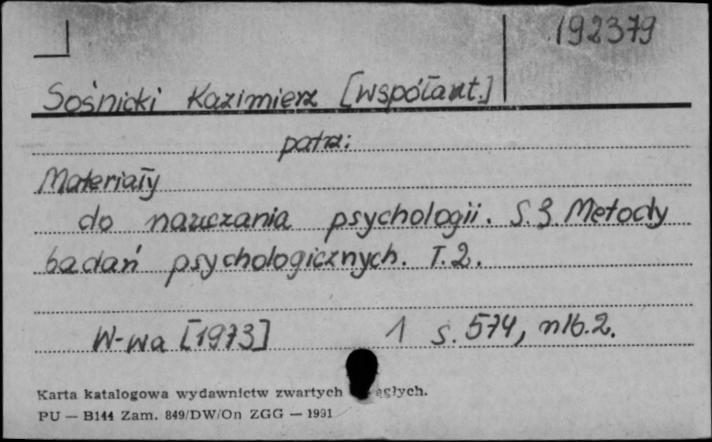 192379
Sośnicki Kazimierz [współaut.]
patrz:
Materiały
do nauczania psychologii. S.3. Metody
badań psychologicznych. T.2.
W-wa [1973] 1 s. 574, nlb. 2.
Karta katalogowa wydawnictw zwartych
PU — B144 Zam. 849/DW/On ZGG — 1991